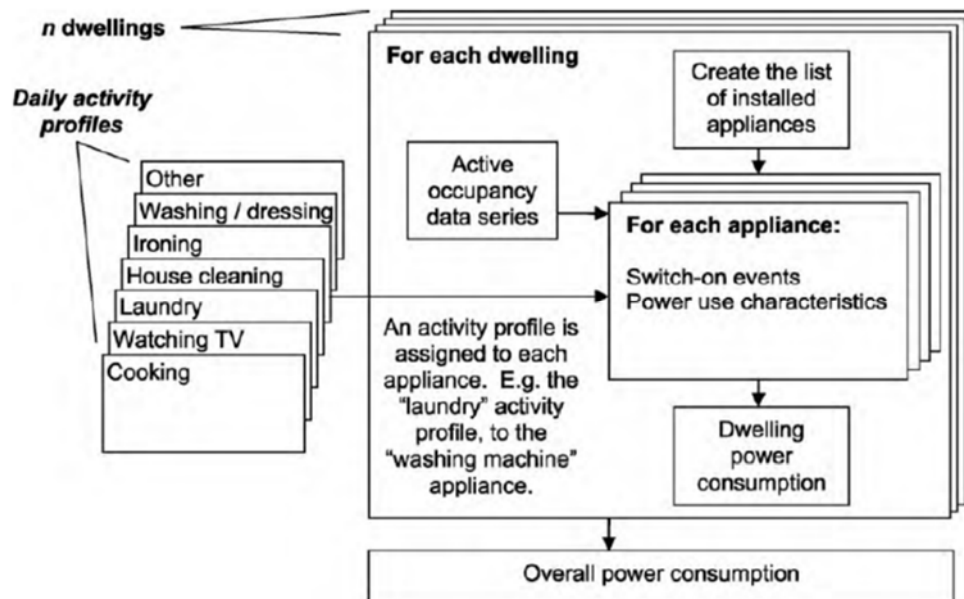 n dwellings
Daily activity
profiles
Other
Washing / dressing
Ironing
House cleaning
Laundry
Watching TV
Cooking
For each dwelling
Create the list
of installed
appliances
Active
occupancy
data series
For each appliance:
Switch-on events
Power use characteristics
An activity profile is
assigned to each
appliance. E.g. the
“laundry” activity
profile, to the
“washing machine”
appliance.
Dwelling
power
consumption
Overall power consumption